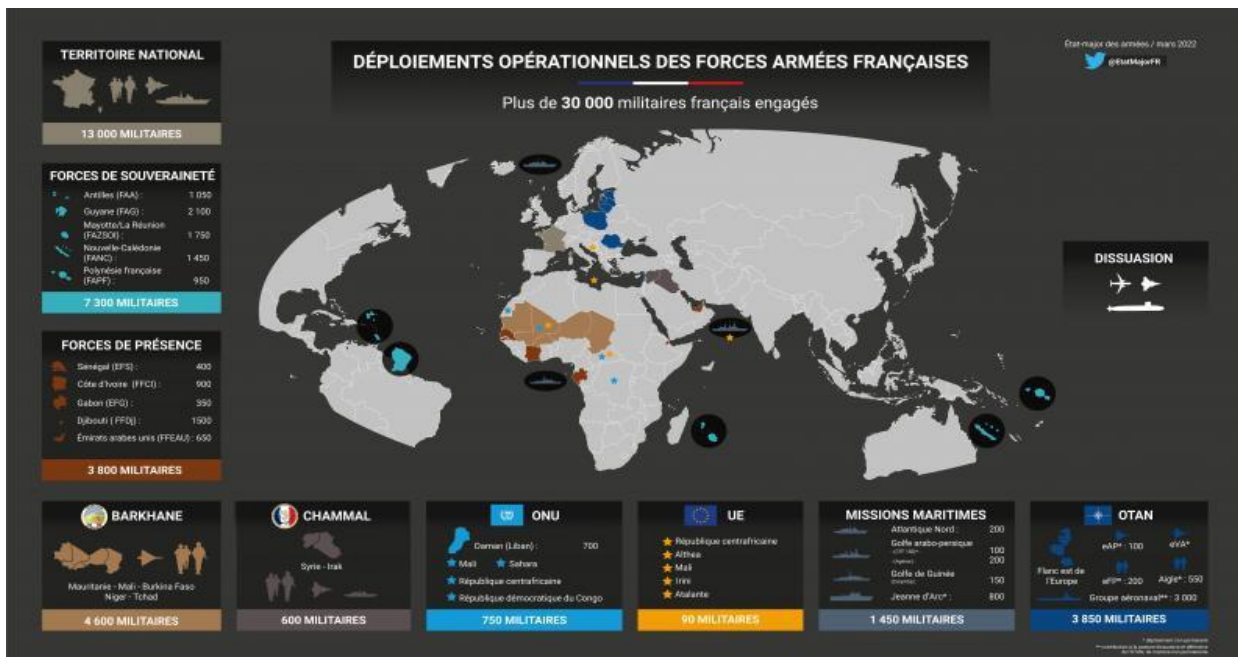 État-major des armées / mars 2022
@EtatMajorFR
DÉPLOIEMENTS OPÉRATIONNELS DES FORCES ARMÉES FRANÇAISES
Plus de 30 000 militaires français engagés
TERRITOIRE NATIONAL
13 000 MILITAIRES
FORCES DE SOUVERAINETÉ
Antilles (FAA) : 1 050
Guyane (FAG) : 2 100
Mayotte/La Réunion
(FAZSOI) : 1 750
Nouvelle-Calédonie
(FANC) : 1 450
Polynésie française
(FAPF) : 950
7 300 MILITAIRES
FORCES DE PRÉSENCE
Sénégal (EFS) : 400
Côte d'Ivoire (FFCI) : 900
Gabon (EFG) : 350
Djibouti ( FFDj) : 1500
Émirats arabes unis (FFEAU) : 650
3 800 MILITAIRES
DISSUASION
BARKHANE
Mauritanie - Mali - Burkina Faso
Niger - Tchad
4 600 MILITAIRES
CHAMMAL
Syrie - Irak
600 MILITAIRES
ONU
Daman (Liban) : 700
Mali
Sahara
République centrafricaine
République démocratique du Congo
750 MILITAIRES
UE
République centrafricaine
Althea
Mali
Irini
Atalante
90 MILITAIRES
MISSIONS MARITIMES
Atlantique Nord : 200
Golfe arabo-persique
100
200
Golfe de Guinée
150
Jeanne d'Arc* : 800
1 450 MILITAIRES
OTAN
Flanc est de
l'Europe
eAP* : 100
eVA*
eFP** : 200
Aigle* : 550
Groupe aéronaval** : 3 000
3 850 MILITAIRES